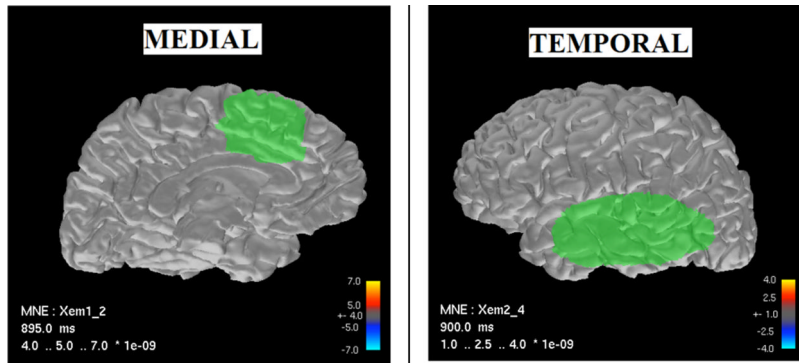 MEDIAL
7.0
5.0
+- 4.0
-5.0
-7.0
MNE : Xem1_2
895.0 ms
4.0 .. 5.0 .. 7.0 * 1e-09
TEMPORAL
4.0
2.5
+- 1.0
-2.5
-4.0
MNE : Xem2_4
900.0 ms
1.0 .. 2.5 .. 4.0 * 1e-09